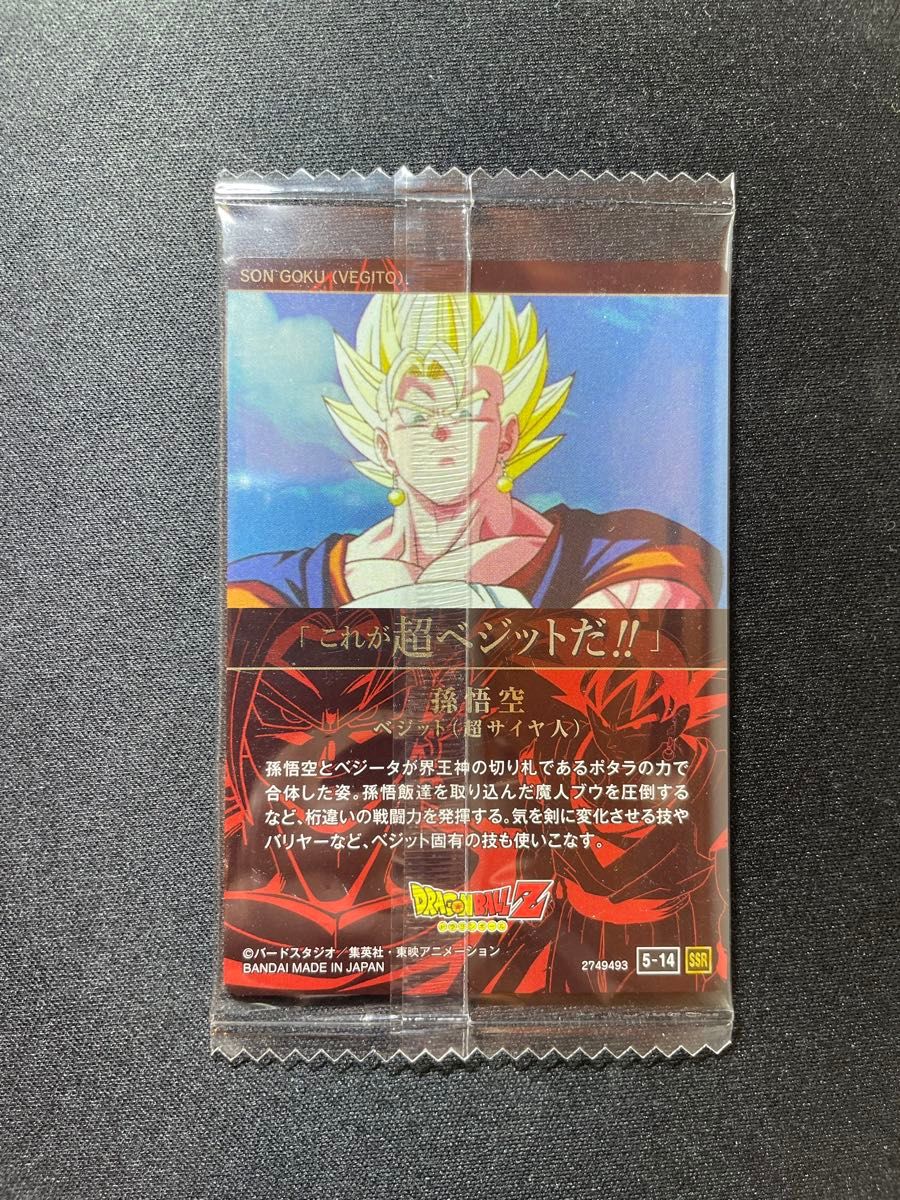 SON GOKU (VEGITO)
「これが超ベジットだ!!」
孫悟空
ベジット(超サイヤ人)
孫悟空とベジータが界王神の切り札であるポタラの力で
合体した姿。孫悟飯達を取り込んだ魔人ブウを圧倒する
など、桁違いの戦闘力を発揮する。気を剣に変化させる技や
バリヤーなど、ベジット固有の技も使いこなす。
DRAGON BALL Z
ドラゴンボール
©バードスタジオ/集英社・東映アニメーション
BANDAI MADE IN JAPAN
2749493 5-14 SSR